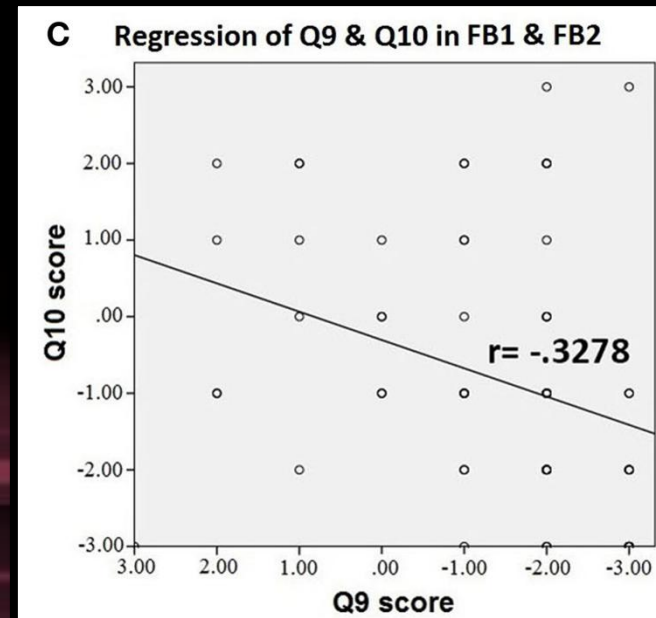 C Regression of Q9 & Q10 in FB1 & FB2
3.00
2.00
1.00
.00
-1.00
-2.00
-3.00
Q10 score
r= -.3278
3.00 2.00 1.00 .00 -1.00 -2.00 -3.00
Q9 score